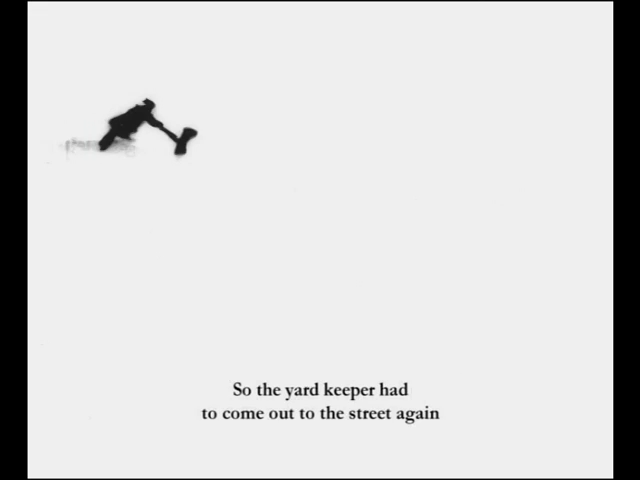 So the yard keeper had
to come out to the street again